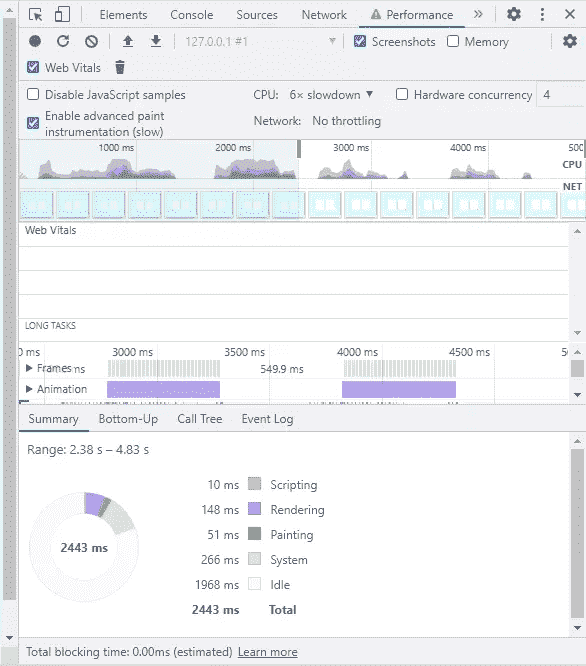 Elements Console Sources Network Performance »
127.0.0.1 #1 Screenshots Memory
Web Vitals
Disable JavaScript samples CPU: 6× slowdown Hardware concurrency 4
Enable advanced paint
instrumentation (slow) Network: No throttling
1000 ms 2000 ms 3000 ms 4000 ms 500
CPU
NET
Web Vitals
LONG TASKS
0 ms 3000 ms 3500 ms 4000 ms 4500 ms 50
Frames ns 549.9 ms
Animation
Summary Bottom-Up Call Tree Event Log
Range: 2.38 s – 4.83 s
10 ms Scripting
148 ms Rendering
51 ms Painting
2443 ms
266 ms System
1968 ms Idle
2443 ms Total
Total blocking time: 0.00ms (estimated) Learn more